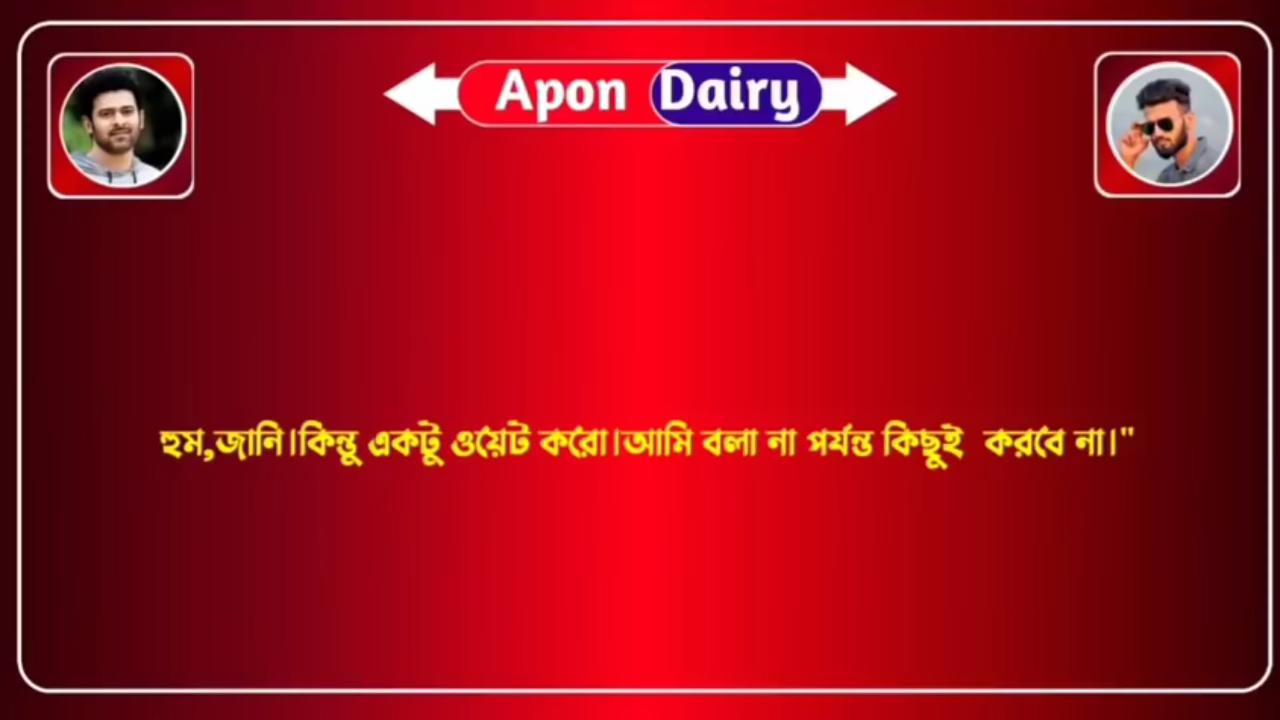 Apon Dairy
হুম,জানি।কিন্তু একটু ওয়েট করো।আমি বলা না পর্যন্ত কিছুই করবে না।"